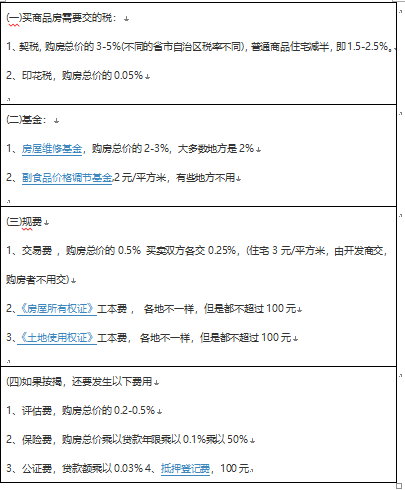 (一)买商品房需要交的税：
1、契税, 购房总价的 3-5%(不同的省市自治区税率不同)，普通商品住宅减半，即 1.5-2.5%。
2、印花税，购房总价的 0.05%
(二)基金：
1、房屋维修基金，购房总价的 2-3%，大多数地方是 2%
2、副食品价格调节基金,2 元/平方米，有些地方不用
(三)规费
1、交易费 ，购房总价的 0.5% 买卖双方各交 0.25%，(住宅 3 元/平方米，由开发商交，
购房者不用交)
2、《房屋所有权证》工本费 ， 各地不一样，但是都不超过 100 元
3、《土地使用权证》工本费， 各地不一样，但是都不超过 100 元
(四)如果按揭，还要发生以下费用
1、评估费，购房总价的 0.2-0.5%
2、保险费，购房总价乘以贷款年限乘以 0.1%乘以 50%
3、公证费，贷款额乘以 0.03% 4、抵押登记费，100 元